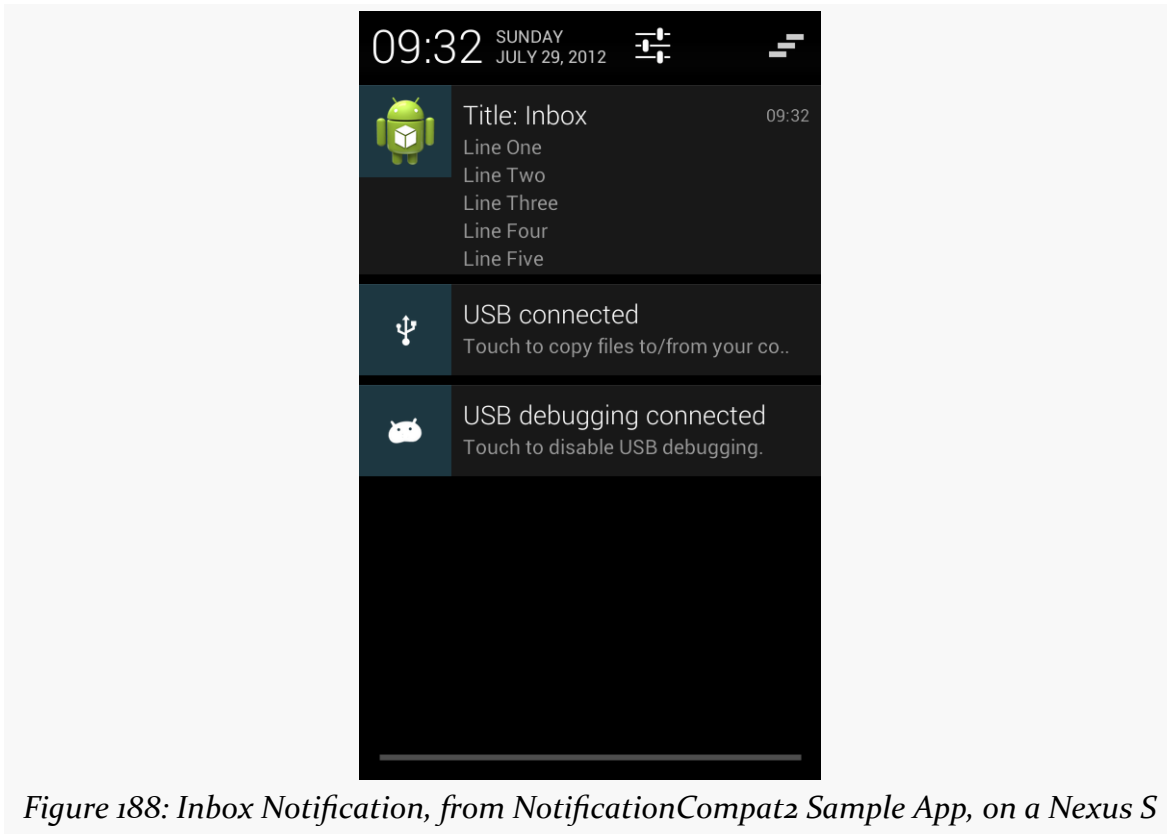 09:32
SUNDAY
JULY 29, 2012
Title: Inbox 09:32
Line One
Line Two
Line Three
Line Four
Line Five
USB connected
Touch to copy files to/from your co..
USB debugging connected
Touch to disable USB debugging.
Figure 188: Inbox Notification, from NotificationCompat2 Sample App, on a Nexus S